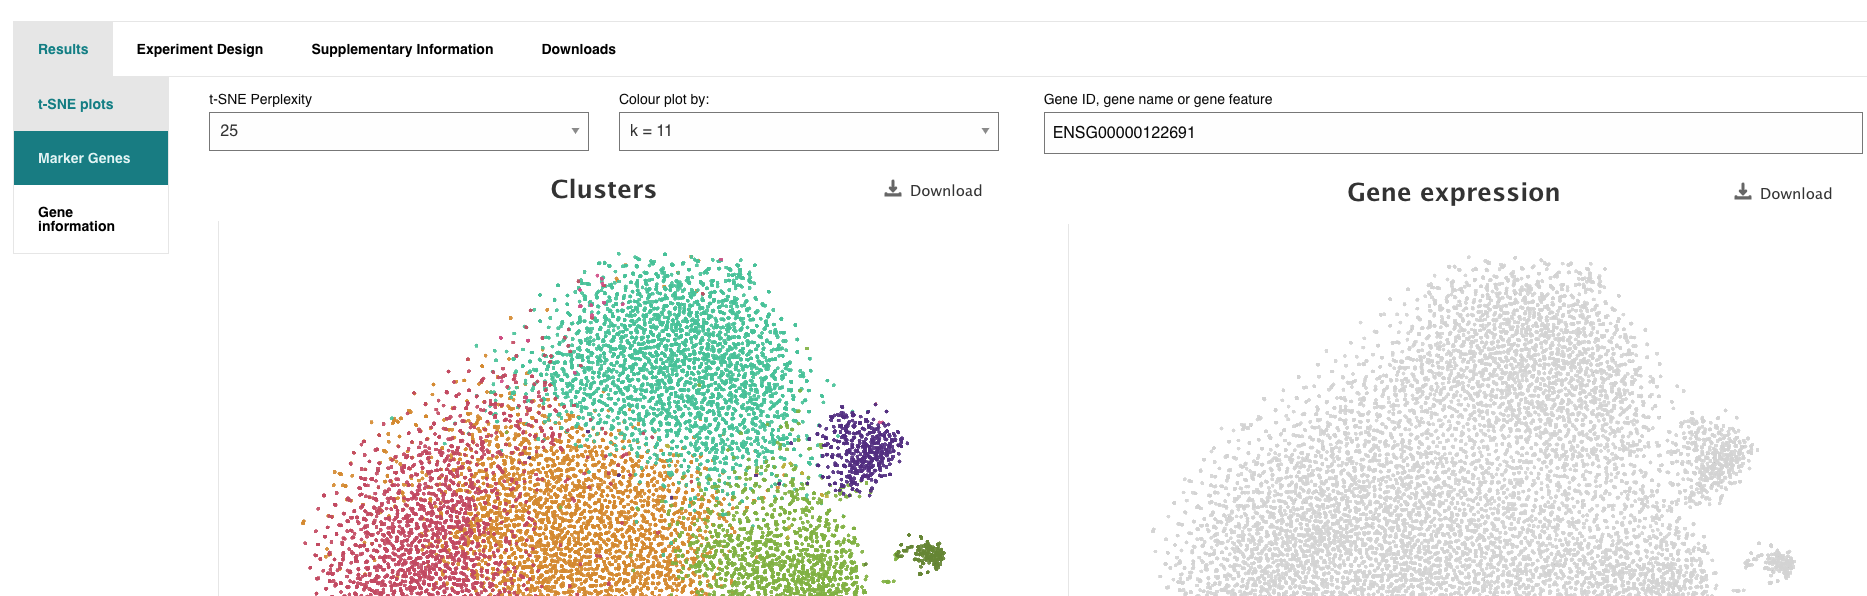 Results
Experiment Design
Supplementary Information
Downloads
t-SNE plots
Marker Genes
Gene
information
t-SNE Perplexity
25
Colour plot by:
k = 11
Gene ID, gene name or gene feature
ENSG00000122691
Clusters
Download
Gene expression
Download